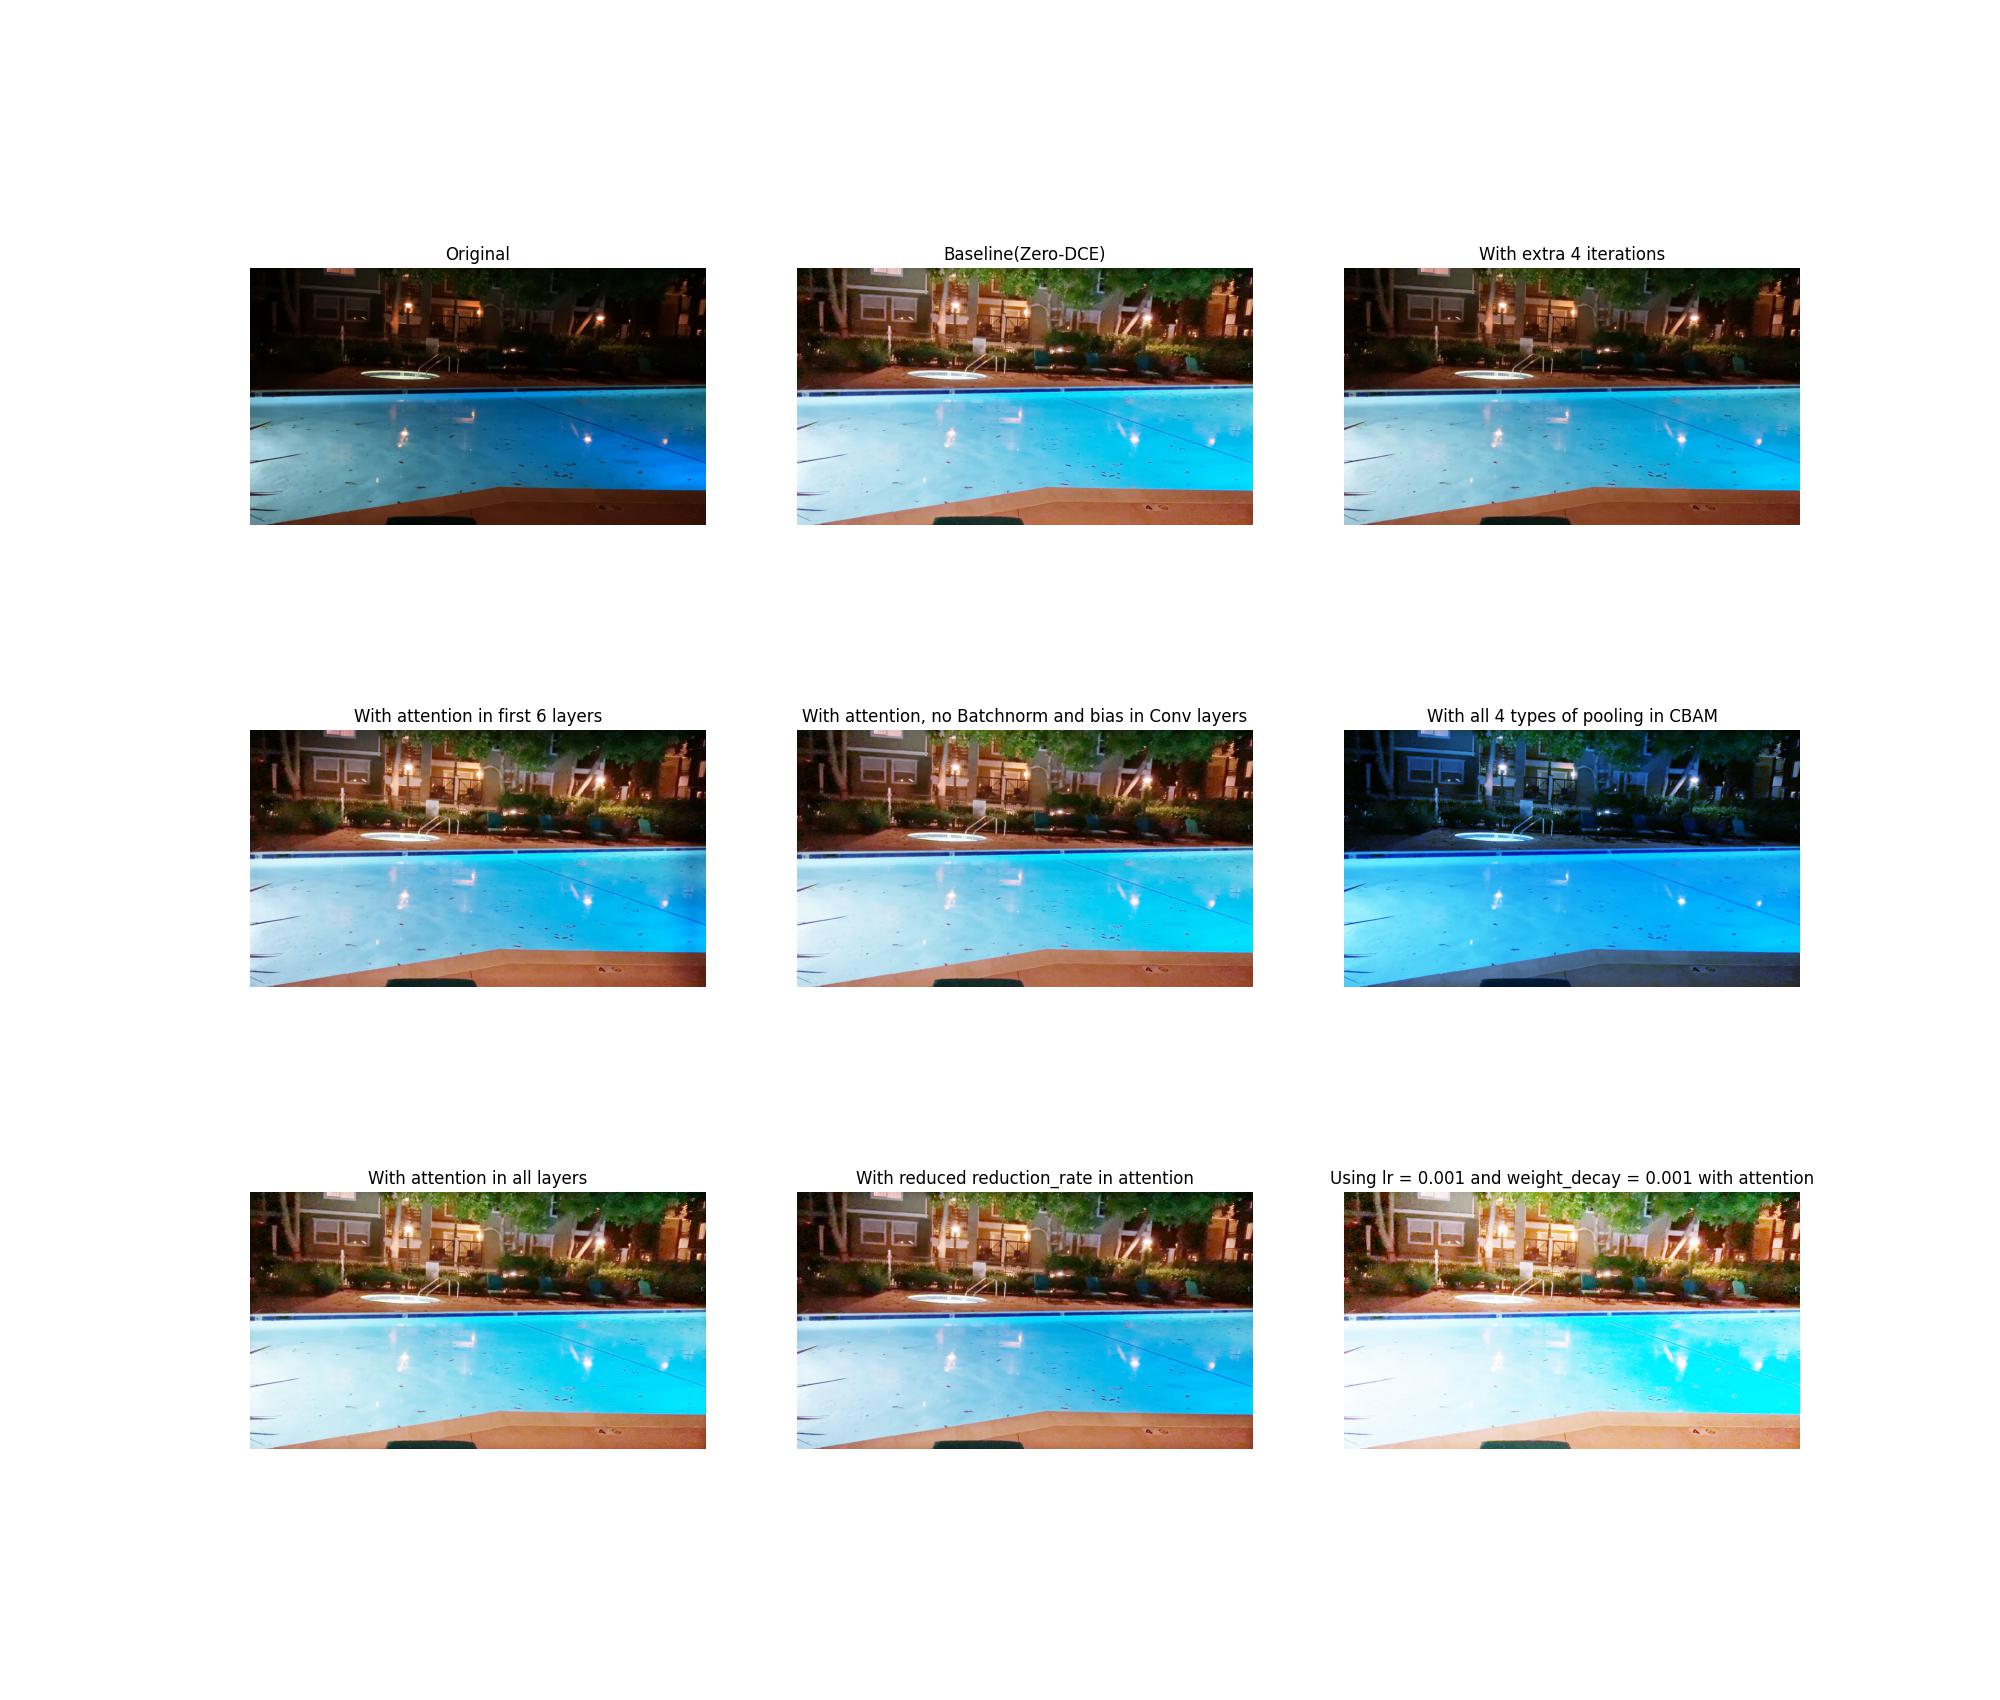 Original
Baseline(Zero-DCE)
With extra 4 iterations
With attention in first 6 layers
With attention, no Batchnorm and bias in Conv layers
With all 4 types of pooling in CBAM
With attention in all layers
With reduced reduction_rate in attention
Using lr = 0.001 and weight_decay = 0.001 with attention